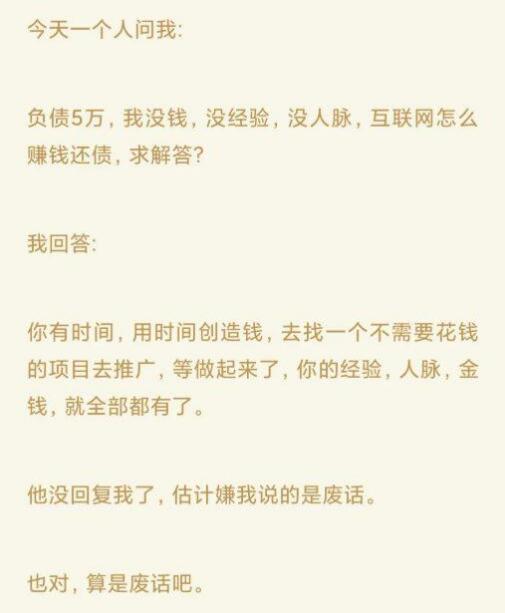 今天一个人问我:
负债5万, 我没钱, 没经验, 没人脉, 互联网怎么
赚钱还债, 求解答?
我回答:
你有时间, 用时间创造钱, 去找一个不需要花钱
的项目去推广, 等做起来了, 你的经验, 人脉, 金
钱, 就全部都有了。
他没回复我了, 估计嫌我说的是废话。
也对, 算是废话吧。